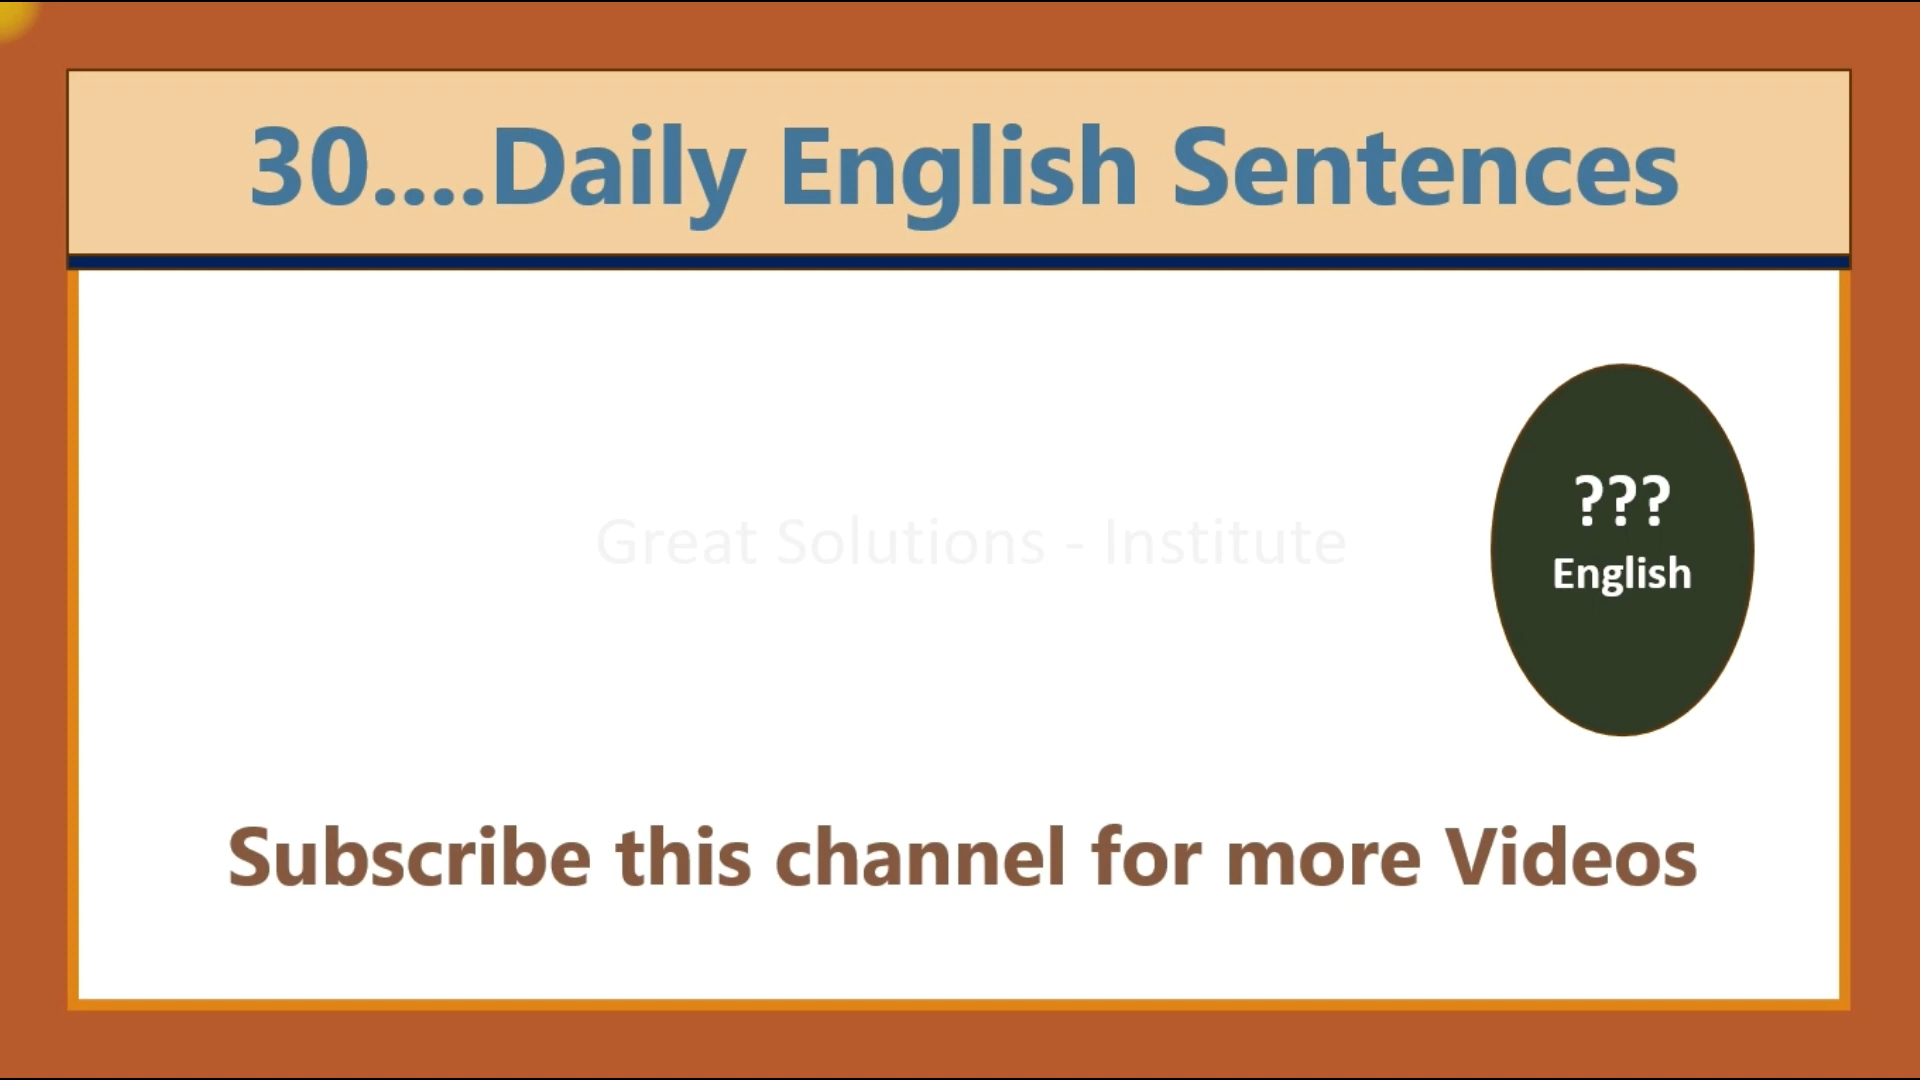 30....Daily English Sentences
???
English
Great Solutions - Institute
Subscribe this channel for more Videos